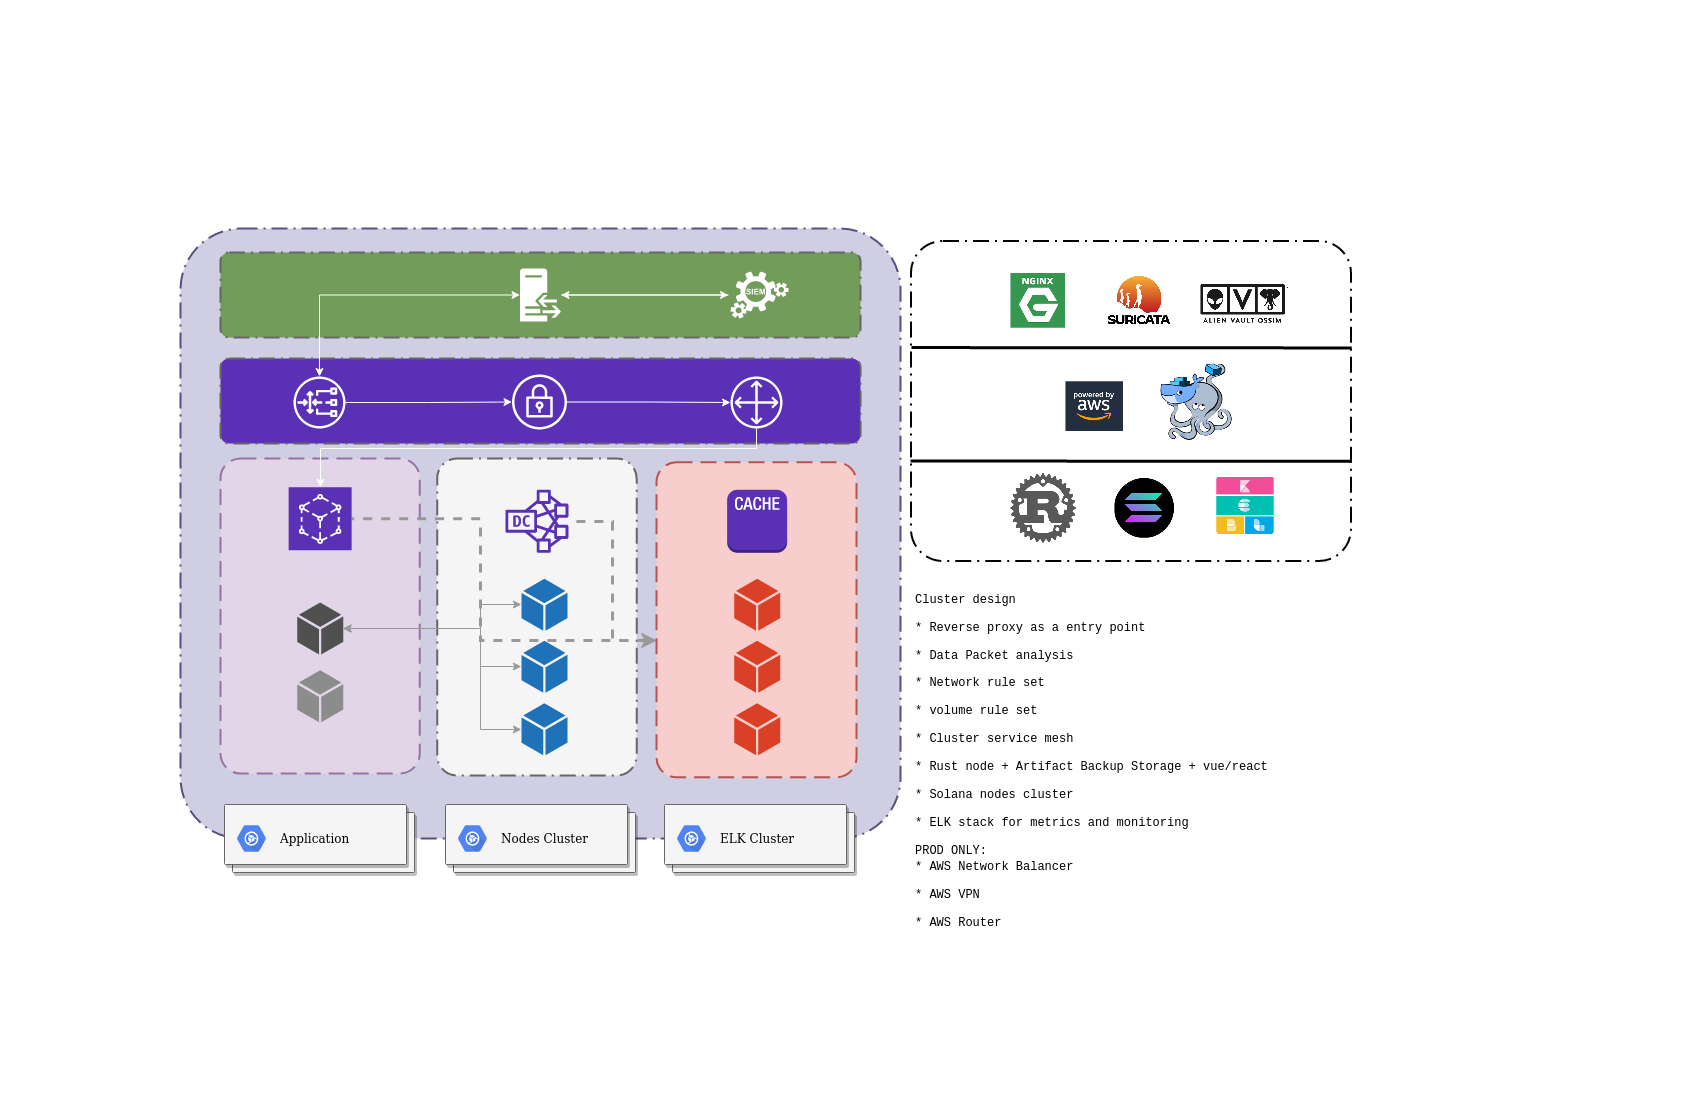 SIEM
DC
CACHE
Application
Nodes Cluster
ELK Cluster
NGINX
SURICATA
V
ALIEN VAULT OSSIM
powered by
aws
R
Cluster design
* Reverse proxy as a entry point
* Data Packet analysis
* Network rule set
* volume rule set
* Cluster service mesh
* Rust node + Artifact Backup Storage + vue/react
* Solana nodes cluster
* ELK stack for metrics and monitoring
PROD ONLY:
* AWS Network Balancer
* AWS VPN
* AWS Router